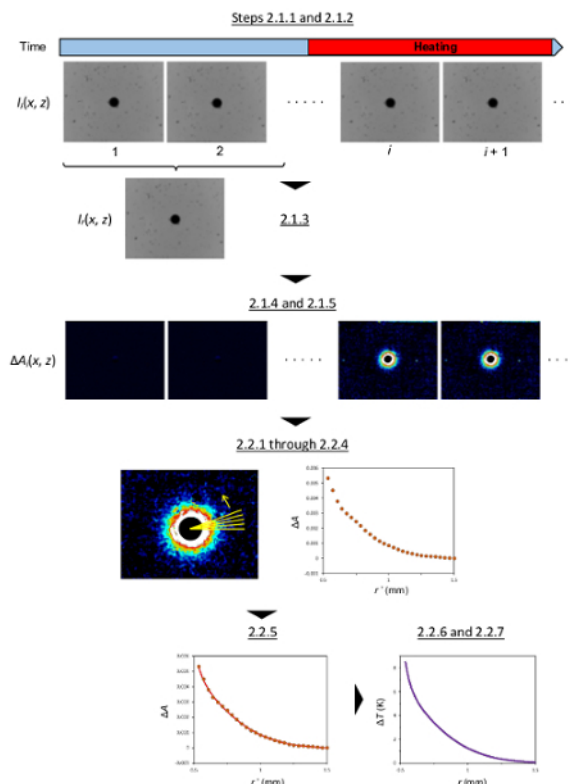 Steps 2.1.1 and 2.1.2
Time
Heating
Iᵢ(x, z)
1 2 ····· i i + 1 ··
Iᵣ(x, z)
2.1.3
2.1.4 and 2.1.5
ΔAᵢ(x, z)
2.2.1 through 2.2.4
ΔA
r’ (mm)
2.2.5
2.2.6 and 2.2.7
ΔA
r’ (mm)
ΔT (K)
r (mm)